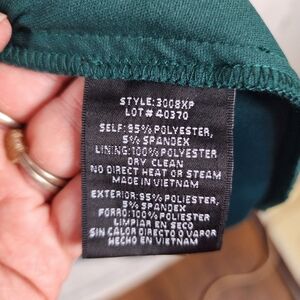 STYLE:3008XP
LOT# 40370
SELF: 95% POLYESTER,
5% SPANDEX
LINING: 100% POLYESTER
DRY CLEAN
NO DIRECT HEAT OR STEAM
MADE IN VIETNAM
EXTERIOR: 95% POLIESTER,
5% SPANDEX
FORRO: 100% POLIESTER
LIMPIAR EN SECO
SIN CALOR DIRECTO O VAPOR
HECHO EN VIETNAM